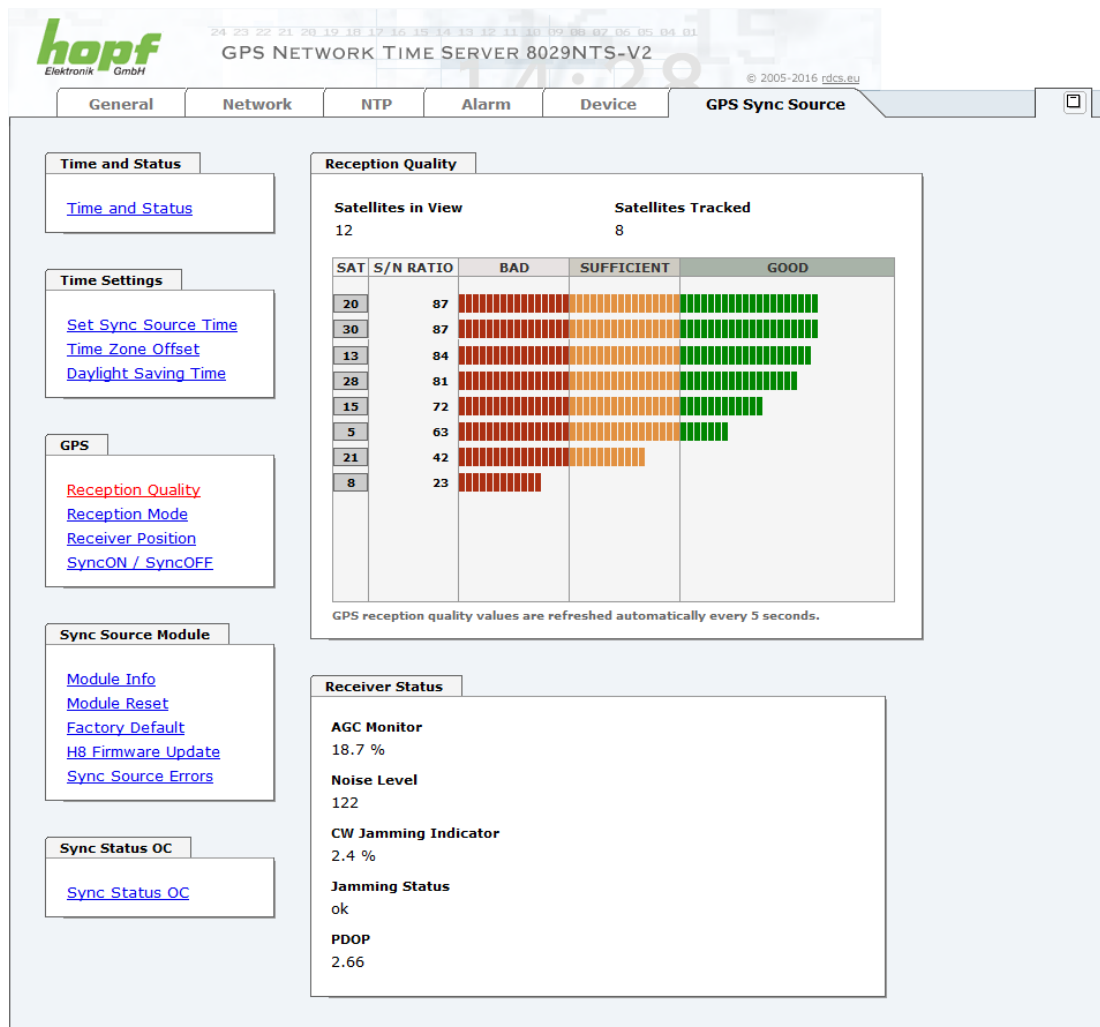 hopf
Elektronik GmbH
24 23 22 21 20 19 18 17 16 15 14 13 12 11 10 09 08 07 06 05 04 01
GPS NETWORK TIME SERVER 8029NTS-V2
14:28
© 2005-2016 rdcs.eu
General Network NTP Alarm Device GPS Sync Source
Time and Status
Time and Status
Time Settings
Set Sync Source Time
Time Zone Offset
Daylight Saving Time
GPS
Reception Quality
Reception Mode
Receiver Position
SyncON / SyncOFF
Sync Source Module
Module Info
Module Reset
Factory Default
H8 Firmware Update
Sync Source Errors
Sync Status OC
Sync Status OC
Reception Quality
Satellites in View Satellites Tracked
12 8
SAT S/N RATIO BAD SUFFICIENT GOOD
20 87
30 87
13 84
28 81
15 72
5 63
21 42
8 23
GPS reception quality values are refreshed automatically every 5 seconds.
Receiver Status
AGC Monitor
18.7 %
Noise Level
122
CW Jamming Indicator
2.4 %
Jamming Status
ok
PDOP
2.66